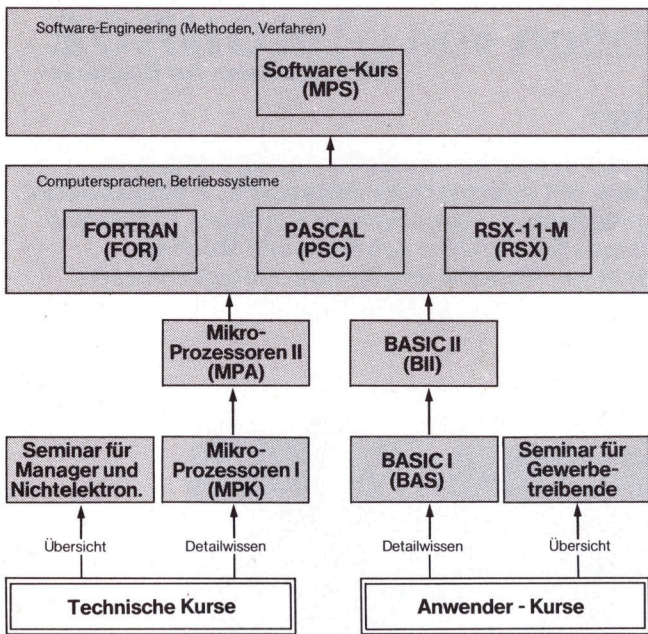 Software-Engineering (Methoden, Verfahren)
Software-Kurs
(MPS)
Computersprachen, Betriebssysteme
FORTRAN
(FOR)
PASCAL
(PSC)
RSX-11-M
(RSX)
Mikro-
Prozessoren II
(MPA)
BASIC II
(BII)
Seminar für
Manager und
Nichtelektron.
Mikro-
Prozessoren I
(MPK)
BASIC I
(BAS)
Seminar für
Gewerbe-
treibende
Übersicht
Detailwissen
Detailwissen
Übersicht
Technische Kurse
Anwender - Kurse